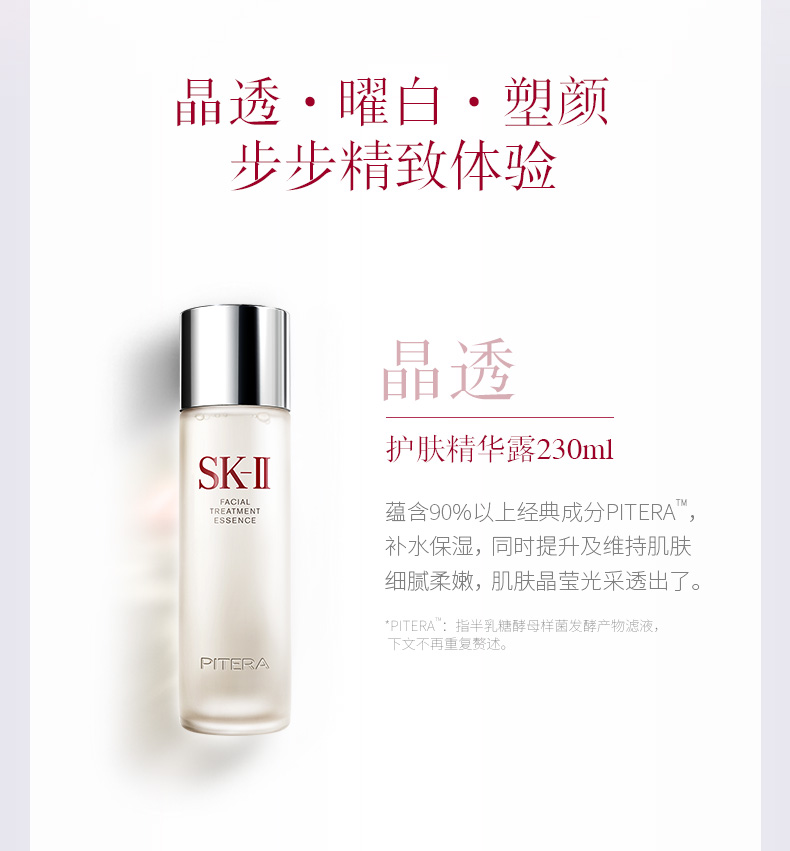 晶透·曜白·塑颜
步步精致体验
晶透
护肤精华露230ml
SK-II
FACIAL
TREATMENT
ESSENCE
蕴含90%以上经典成分PITERA™，
补水保湿，同时提升及维持肌肤
细腻柔嫩，肌肤晶莹光采透出了。
*PITERA™：指半乳糖酵母样菌发酵产物滤液，
下文不再重复赘述。
PITERA